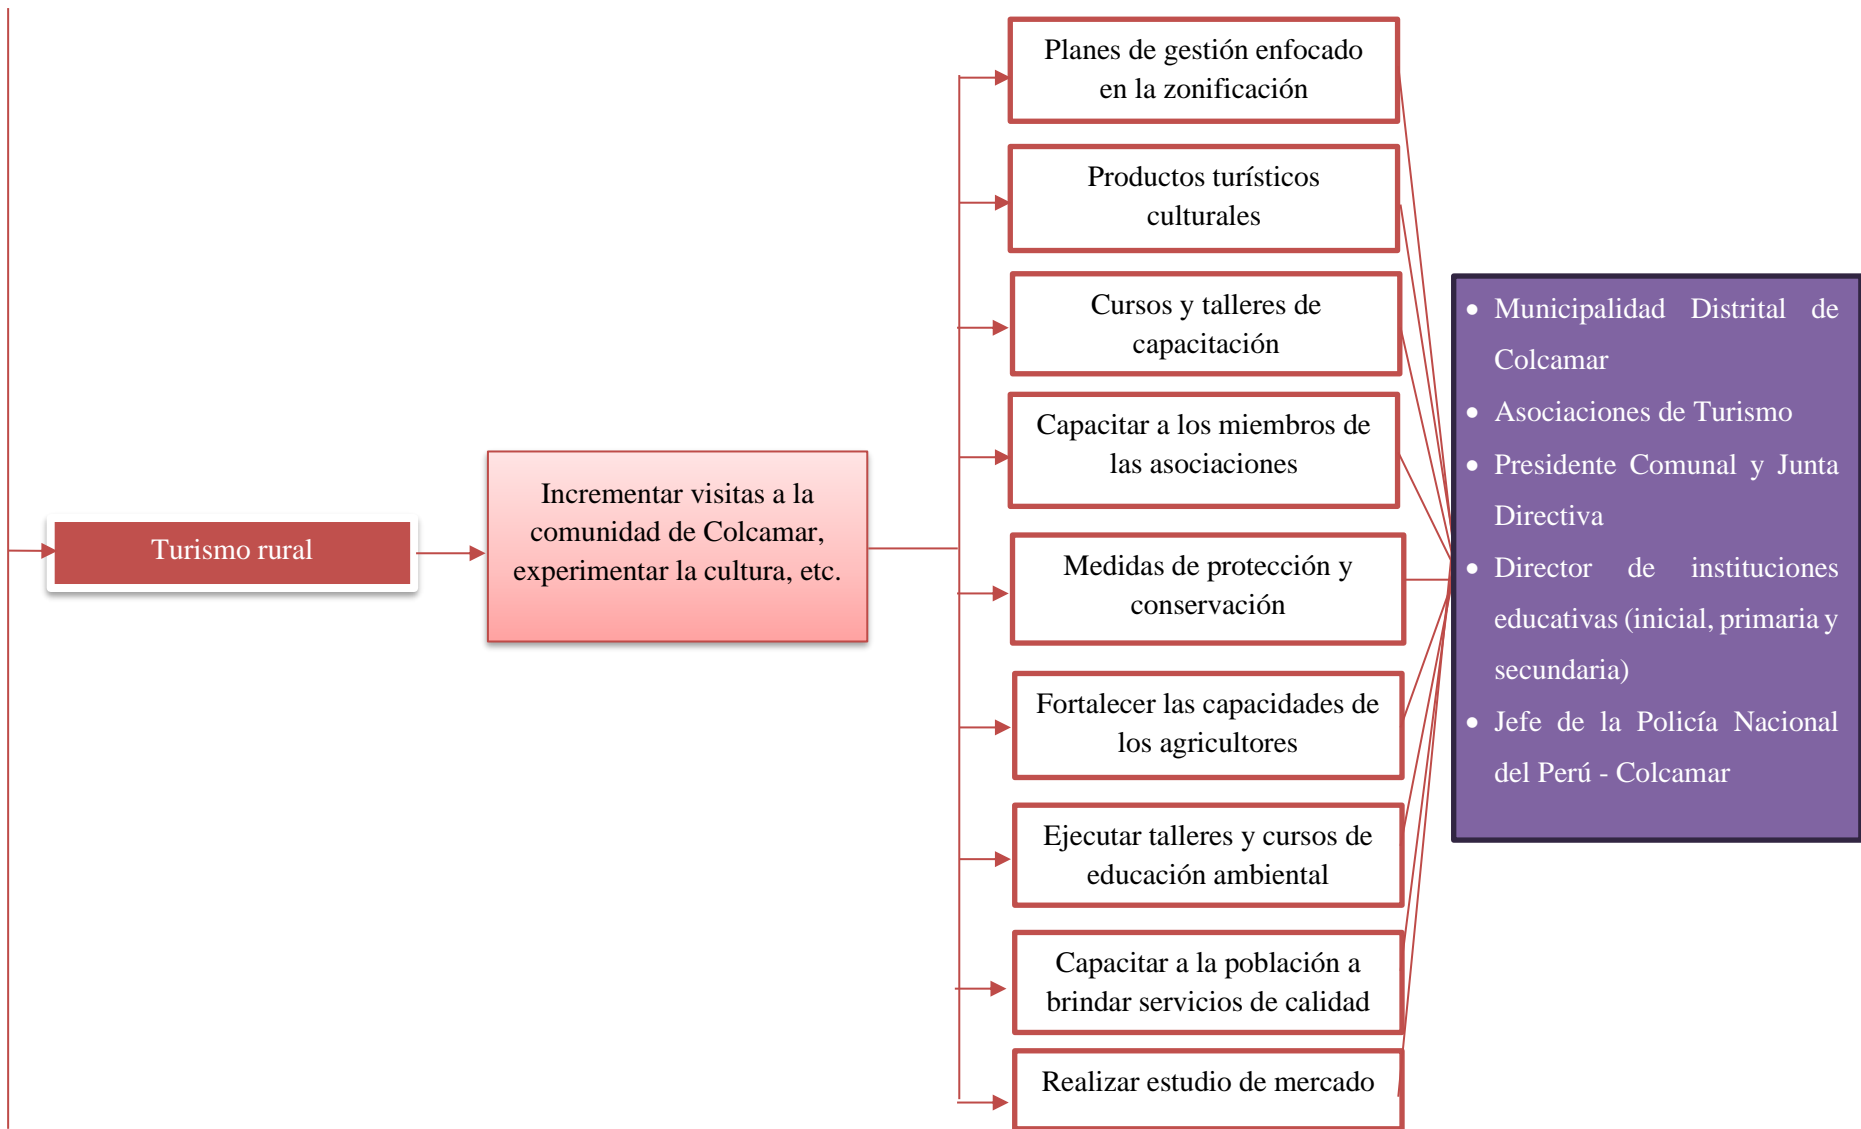 Turismo rural
Incrementar visitas a la
comunidad de Colcamar,
experimentar la cultura, etc.
Planes de gestión enfocado
en la zonificación
Productos turísticos
culturales
Cursos y talleres de
capacitación
Capacitar a los miembros de
las asociaciones
Medidas de protección y
conservación
Fortalecer las capacidades de
los agricultores
Ejecutar talleres y cursos de
educación ambiental
Capacitar a la población a
brindar servicios de calidad
Realizar estudio de mercado
• Municipalidad Distrital de
Colcamar
• Asociaciones de Turismo
• Presidente Comunal y Junta
Directiva
• Director de instituciones
educativas (inicial, primaria y
secundaria)
• Jefe de la Policía Nacional
del Perú - Colcamar